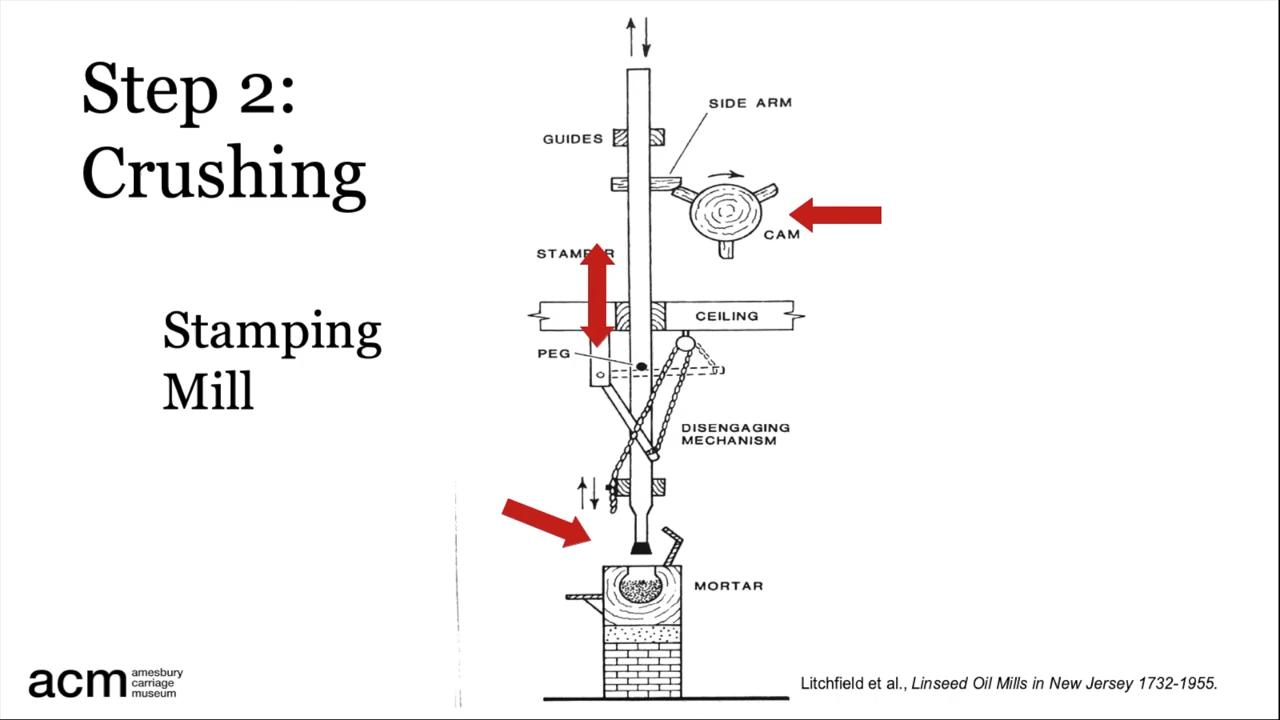 Step 2:
Crushing
Stamping
Mill
SIDE ARM
GUIDES
CAM
STAMPER
CEILING
PEG
DISENGAGING
MECHANISM
MORTAR
acm amesbury
carriage
museum
Litchfield et al., Linseed Oil Mills in New Jersey 1732-1955.